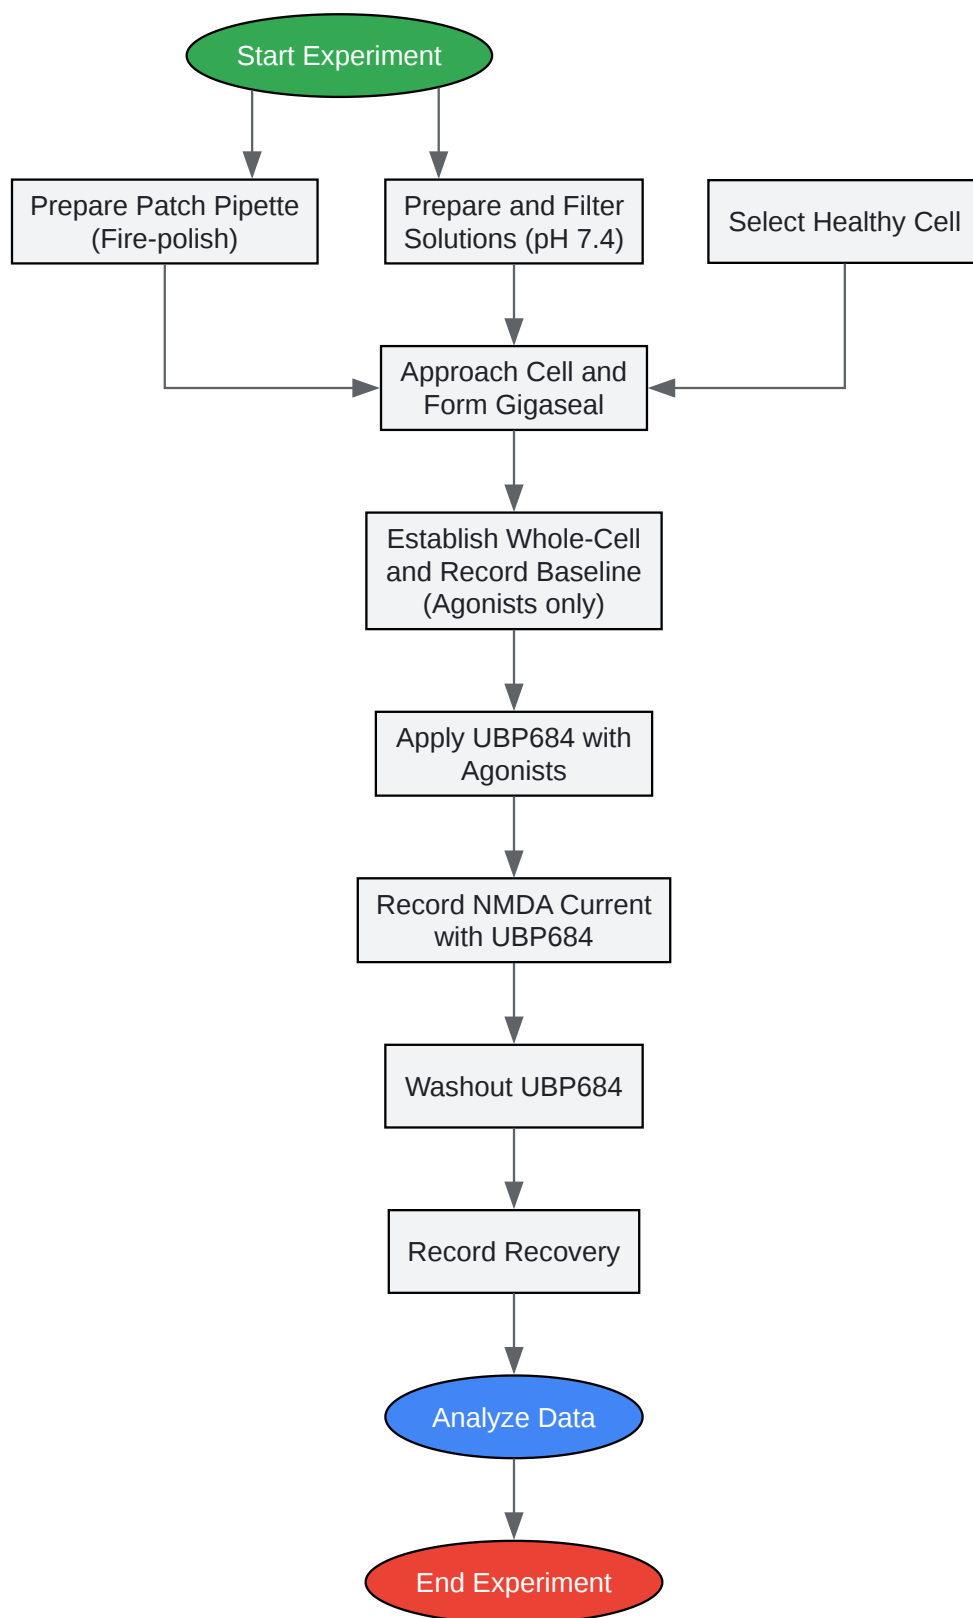 Start Experiment
Prepare Patch Pipette
(Fire-polish)
Prepare and Filter
Solutions (pH 7.4)
Select Healthy Cell
Approach Cell and
Form Gigaseal
Establish Whole-Cell
and Record Baseline
(Agonists only)
Apply UBP684 with
Agonists
Record NMDA Current
with UBP684
Washout UBP684
Record Recovery
Analyze Data
End Experiment